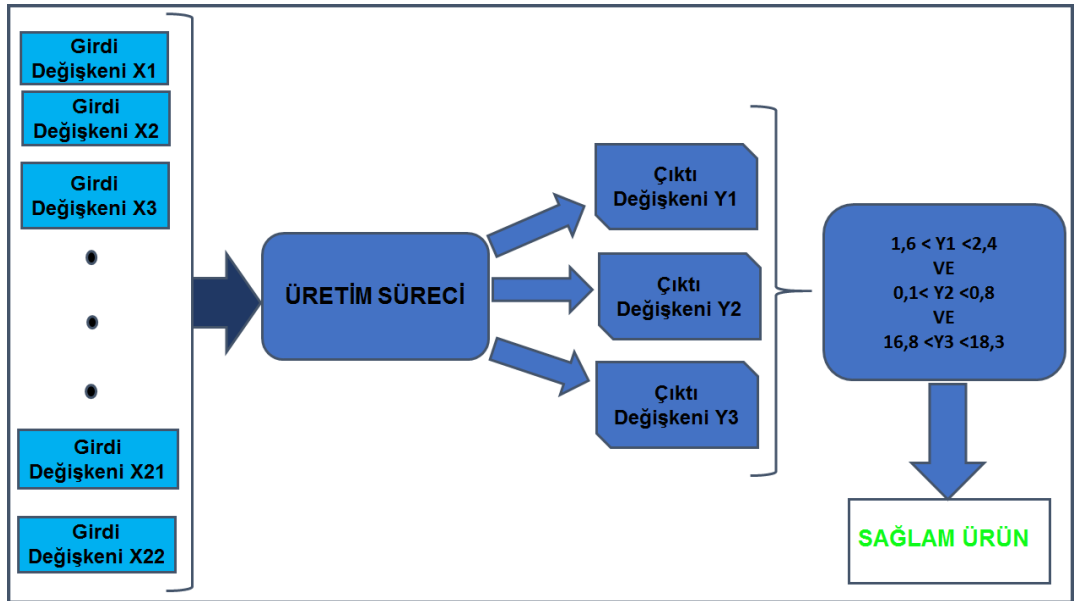 Girdi
Değişkeni X1
Girdi
Değişkeni X2
Girdi
Değişkeni X3
Girdi
Değişkeni X21
Girdi
Değişkeni X22
ÜRETİM SÜRECİ
Çıktı
Değişkeni Y1
Çıktı
Değişkeni Y2
Çıktı
Değişkeni Y3
1,6 < Y1 <2,4
VE
0,1< Y2 <0,8
VE
16,8 <Y3 <18,3
SAĞLAM ÜRÜN